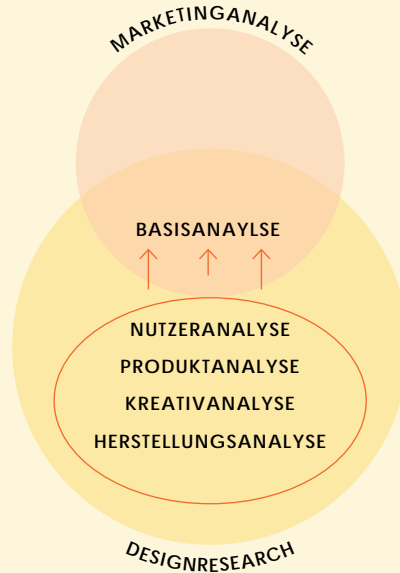 MARKETINGANALYSE
BASISANAYLSE
NUTZERANALYSE
PRODUKTANALYSE
KREATIVANALYSE
HERSTELLUNGSANALYSE
DESIGNRESEARCH